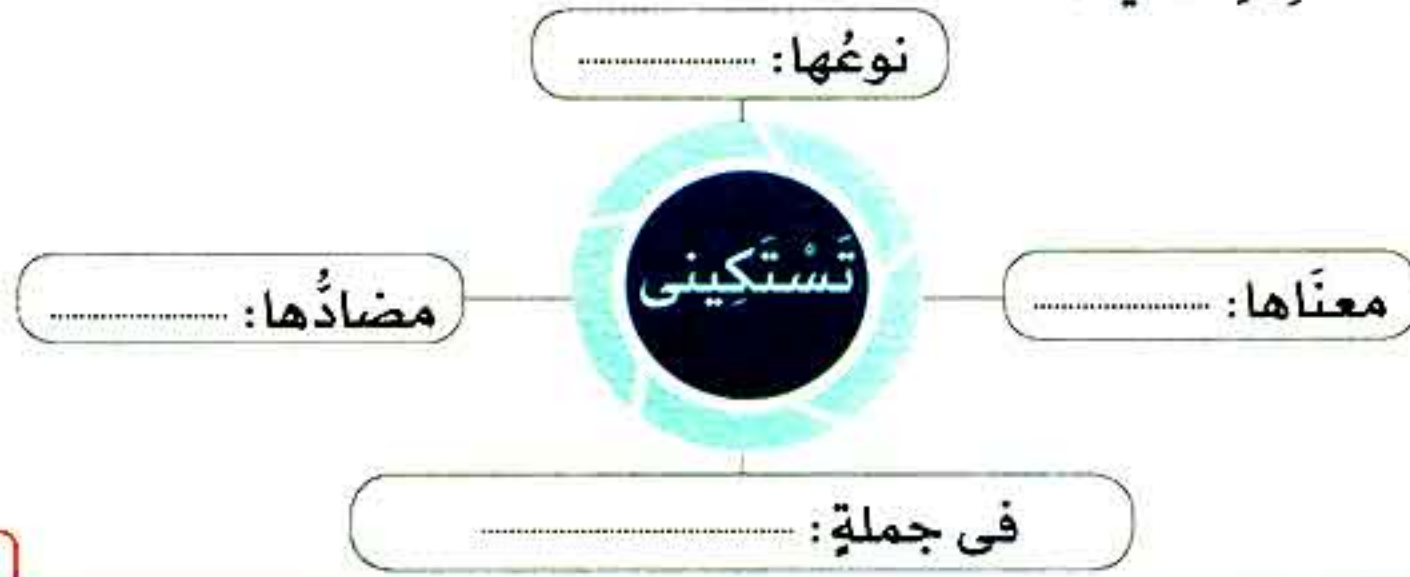 نوعُها: ........................
تَسْتَكِينى
معنَاها: ........................
مضادُّها: ........................
فى جملةٍ: ........................................